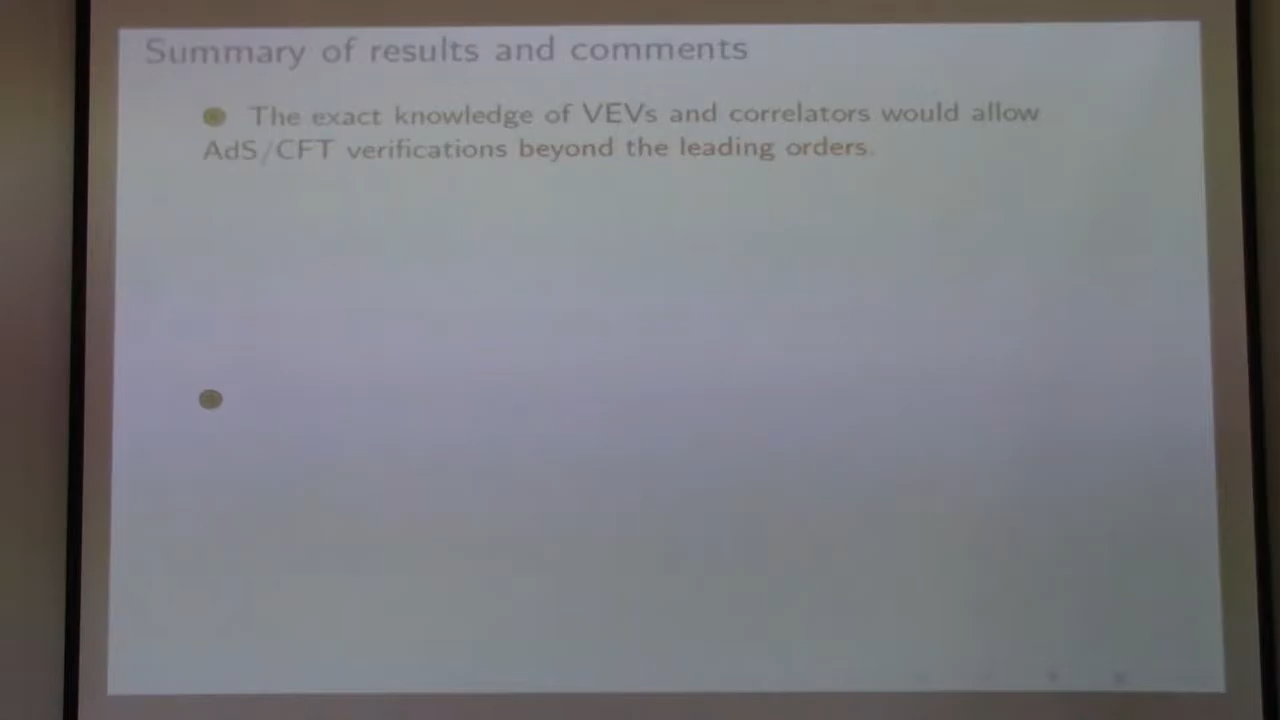 Summary of results and comments
The exact knowledge of VEVs and correlators would allow
AdS/CFT verifications beyond the leading orders.